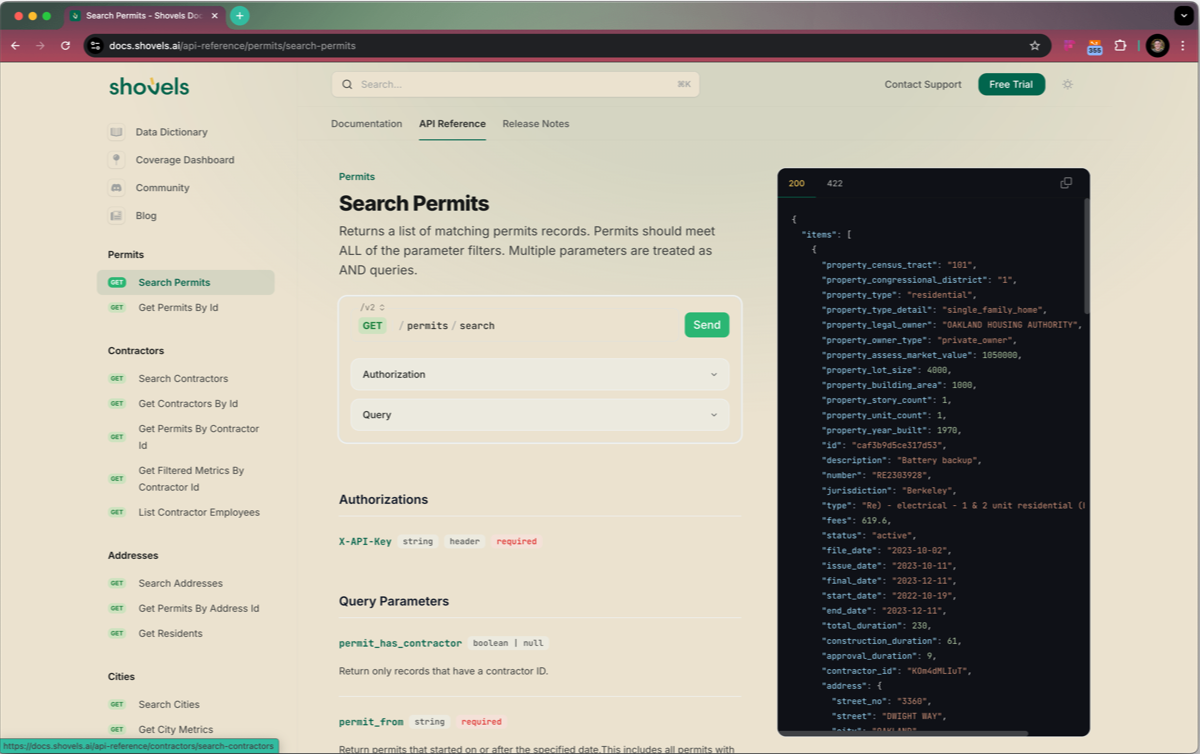 Search Permits - Shovels Doc
docs.shovels.ai/api-reference/permits/search-permits
355
shovels
Search...
⌘K
Contact Support
Free Trial
Documentation
API Reference
Release Notes
Data Dictionary
Coverage Dashboard
Community
Blog
Permits
GET Search Permits
GET Get Permits By Id
Contractors
GET Search Contractors
GET Get Contractors By Id
GET Get Permits By Contractor
Id
GET Get Filtered Metrics By
Contractor Id
GET List Contractor Employees
Addresses
GET Search Addresses
GET Get Permits By Address Id
GET Get Residents
Cities
GET Search Cities
GET Get City Metrics
https://docs.shovels.ai/api-reference/contractors/search-contractors
Permits
Search Permits
Returns a list of matching permits records. Permits should meet
ALL of the parameter filters. Multiple parameters are treated as
AND queries.
/v2
GET / permits / search
Send
Authorization
Query
Authorizations
X-API-Key string header required
Query Parameters
permit_has_contractor boolean | null
Return only records that have a contractor ID.
permit_from string required
Return permits that started on or after the specified date.This includes all permits with
200 422
{
"items": [
{
"property_census_tract": "101",
"property_congressional_district": "1",
"property_type": "residential",
"property_type_detail": "single_family_home",
"property_legal_owner": "OAKLAND HOUSING AUTHORITY",
"property_owner_type": "private_owner",
"property_assess_market_value": 1050000,
"property_lot_size": 4000,
"property_building_area": 1000,
"property_story_count": 1,
"property_unit_count": 1,
"property_year_built": 1970,
"id": "caf3b9d5ce317d53",
"description": "Battery backup",
"number": "RE2303928",
"jurisdiction": "Berkeley",
"type": "Re) - electrical - 1 & 2 unit residential (
"fees": 619.6,
"status": "active",
"file_date": "2023-10-02",
"issue_date": "2023-10-11",
"final_date": "2023-12-11",
"start_date": "2022-10-19",
"end_date": "2023-12-11",
"total_duration": 230,
"construction_duration": 61,
"approval_duration": 9,
"contractor_id": "KOm4dMLIuT",
"address": {
"street_no": "3360",
"street": "DWIGHT WAY",
"city": "OAKLAND",